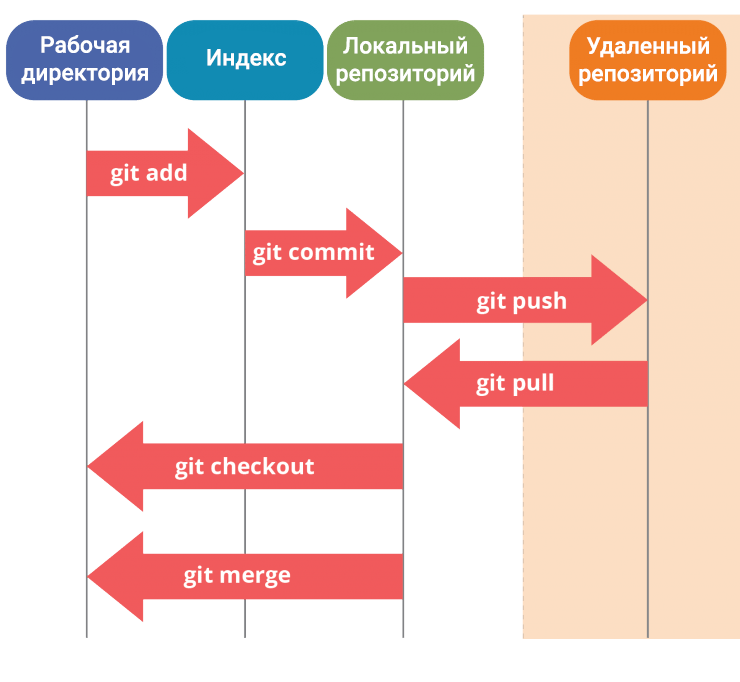 Рабочая
директория
Индекс
Локальный
репозиторий
Удаленный
репозиторий
git add
git commit
git push
git pull
git checkout
git merge